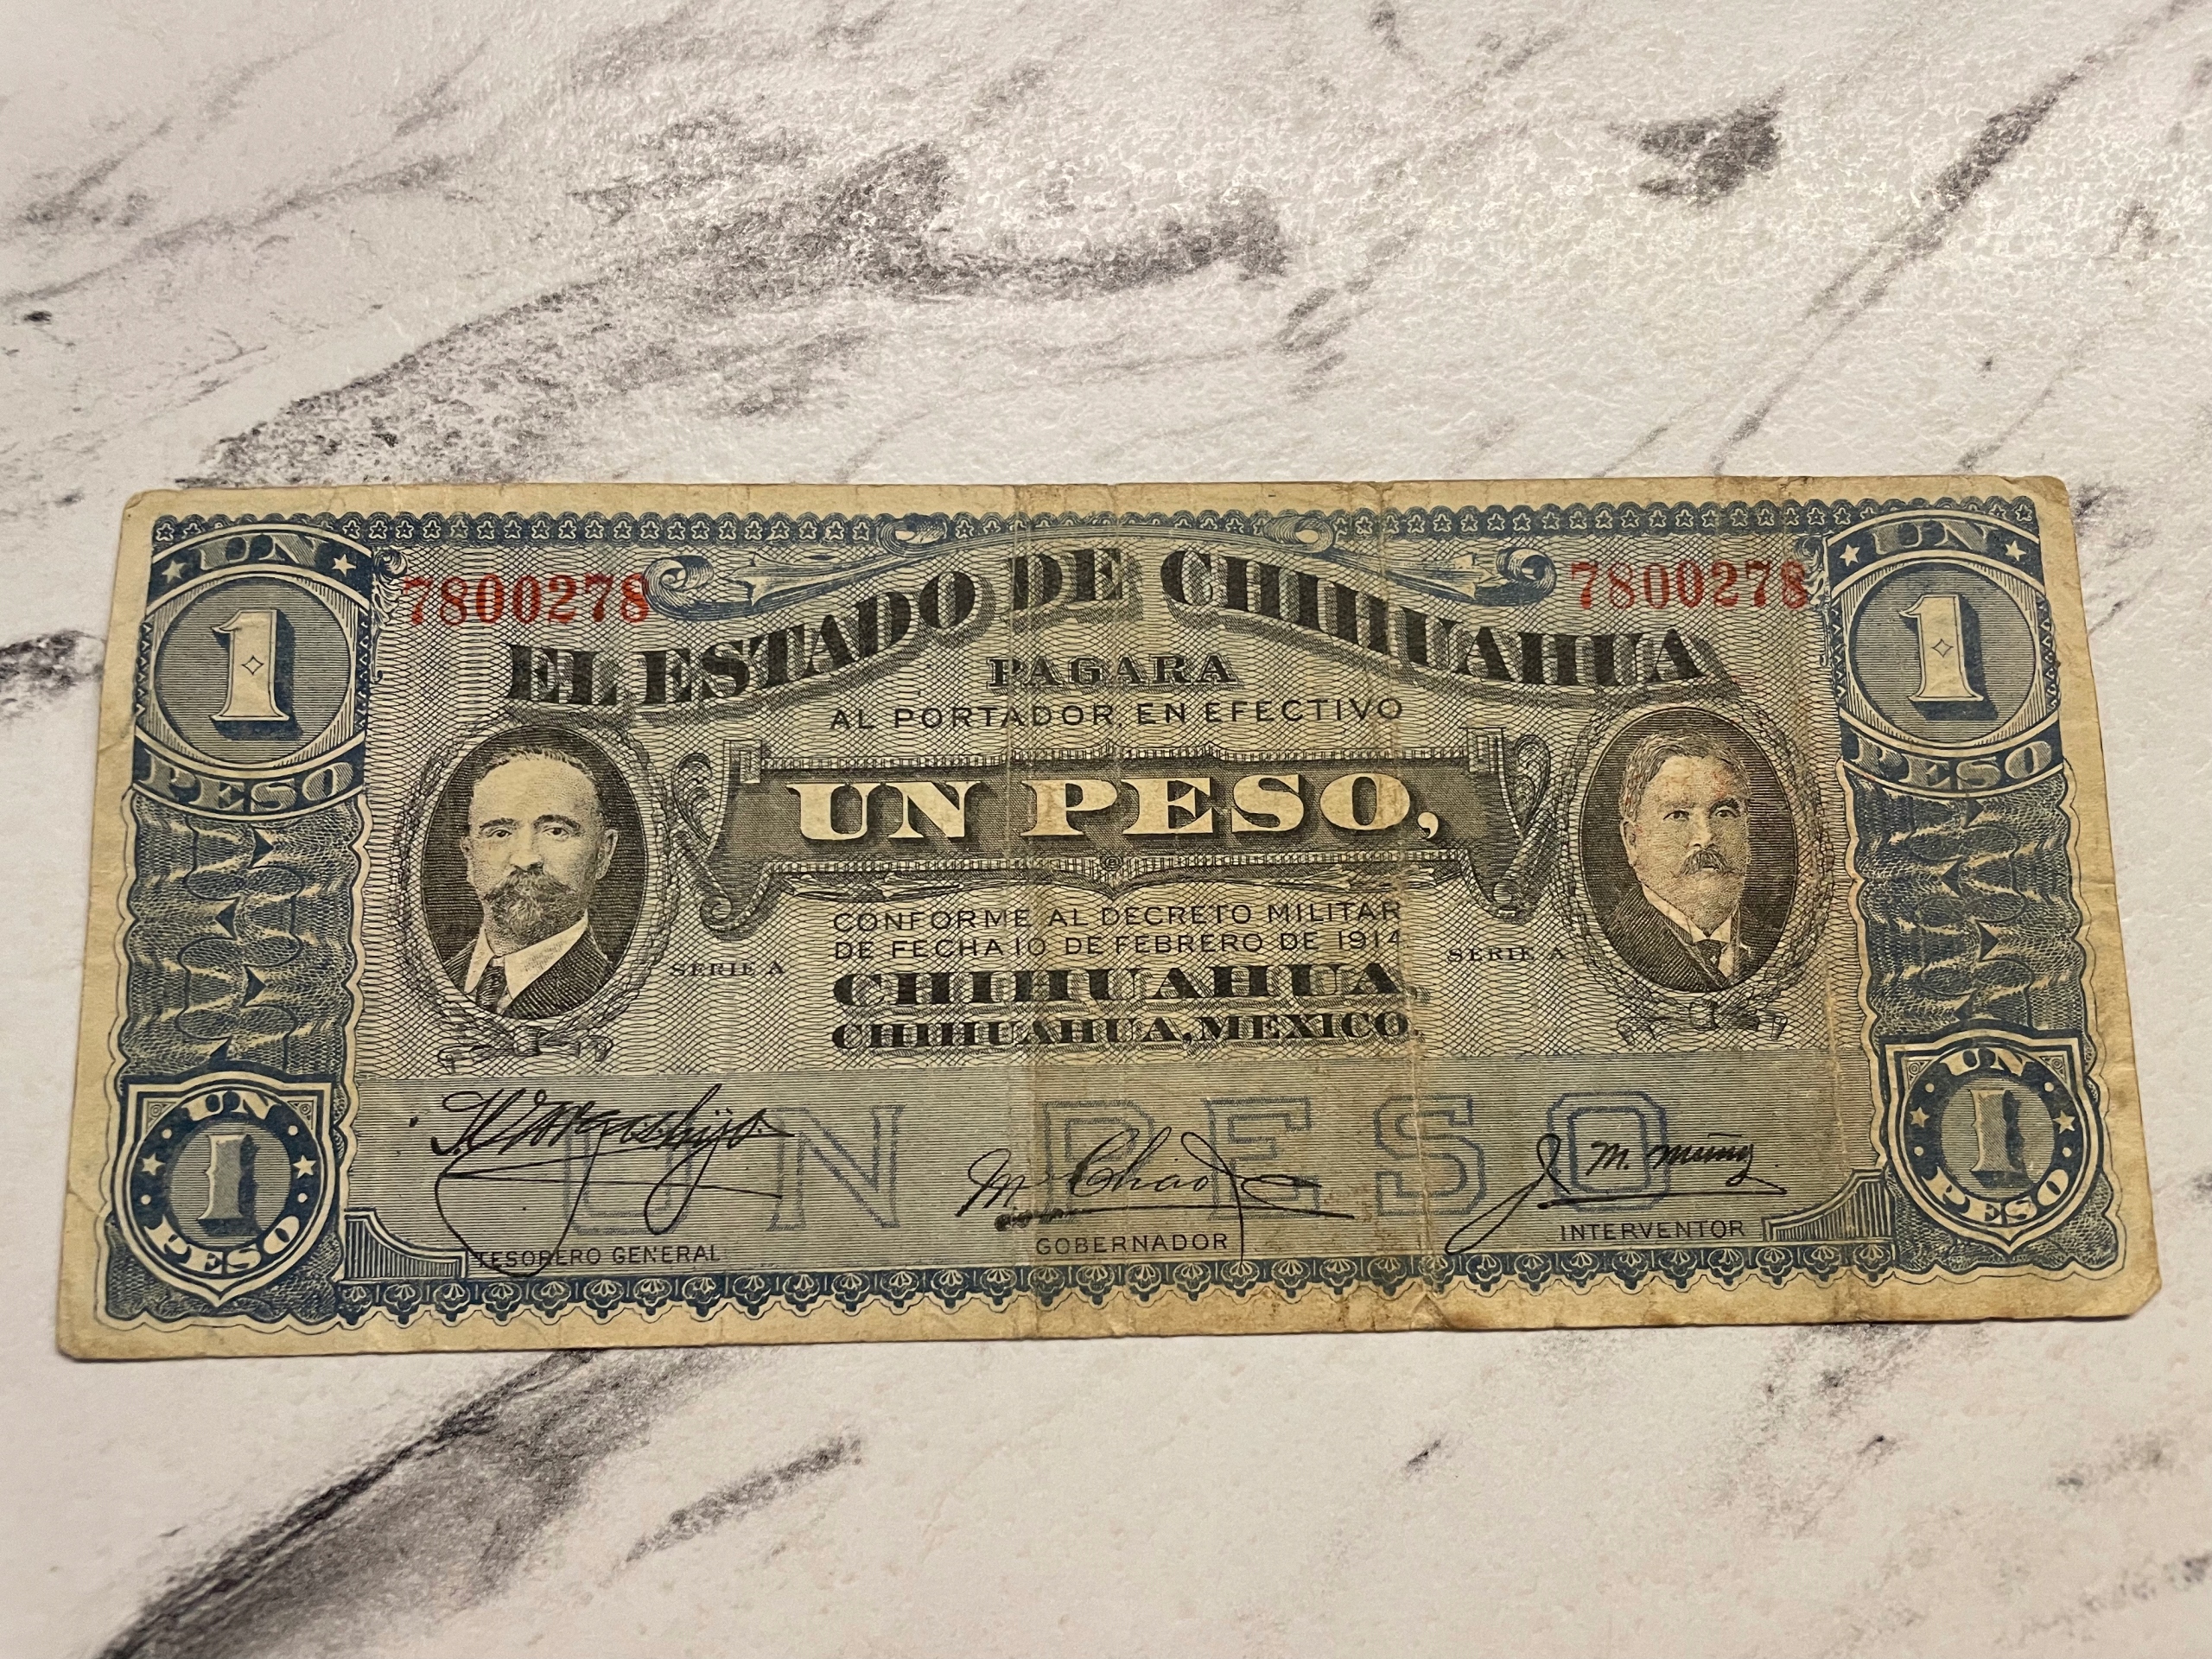 UN 1 PESO
UN 1 PESO
7800278
7800278
EL ESTADO DE CHIHUAHUA
PAGARA
AL PORTADOR, EN EFECTIVO
UN PESO,
CONFORME AL DECRETO MILITAR
DE FECHA 10 DE FEBRERO DE 1914
SERIE A
SERIE A
CHIHUAHUA,
CHIHUAHUA, MEXICO.
UN PESO
M Chao
J. M. Muñiz
TESORERO GENERAL
GOBERNADOR
INTERVENTOR
UN 1 PESO
UN 1 PESO